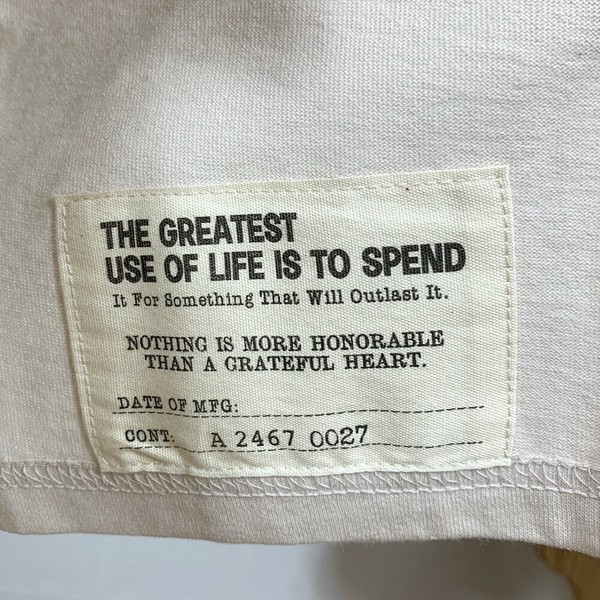 THE GREATEST
USE OF LIFE IS TO SPEND
It For Something That Will Outlast It.
NOTHING IS MORE HONORABLE
THAN A GRATEFUL HEART.
DATE OF MFG:
CONT: A 2467 0027